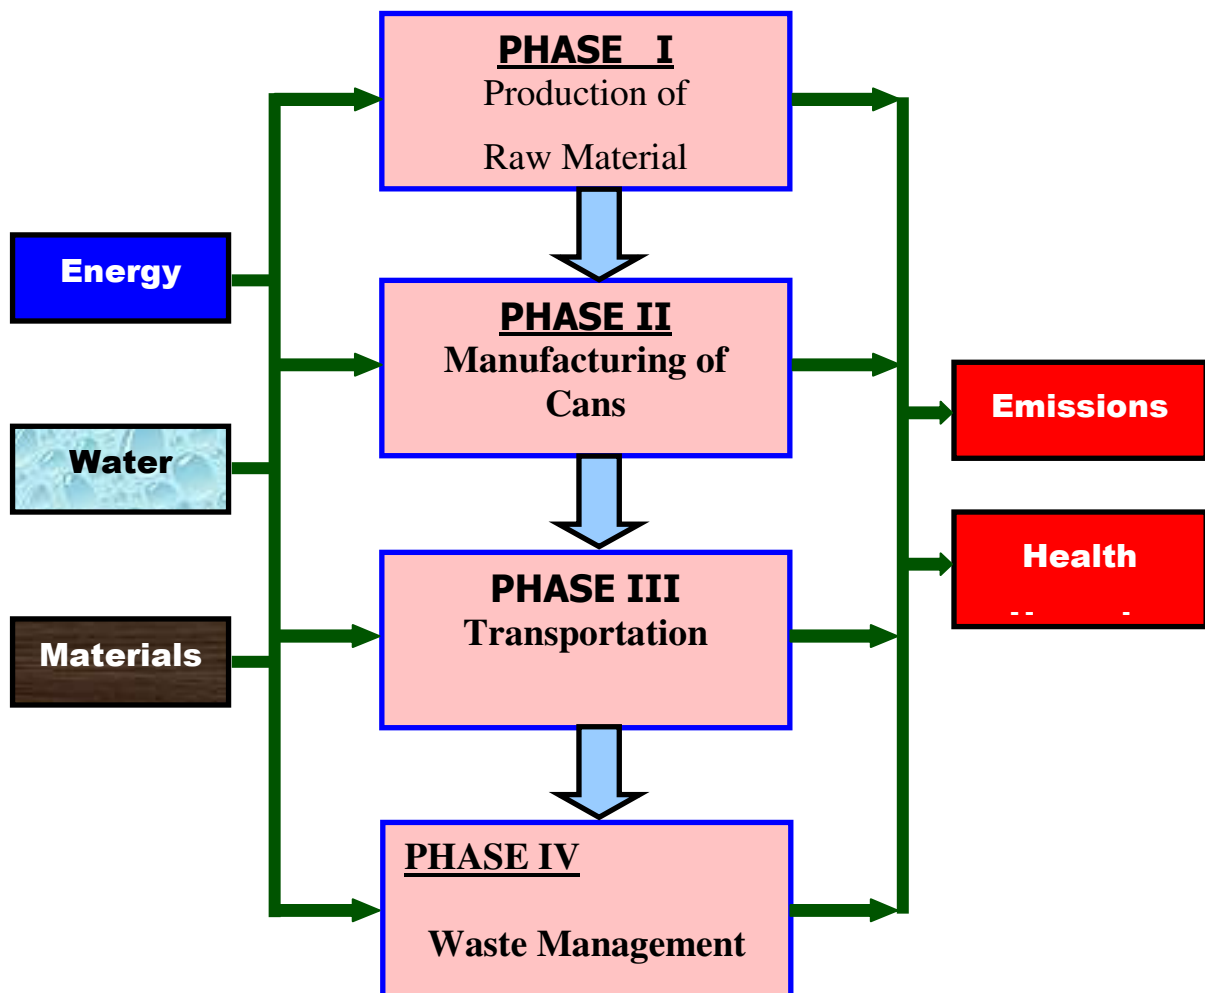 PHASE I
Production of
Raw Material
Energy
PHASE II
Manufacturing of
Cans
Emissions
Water
Health
PHASE III
Transportation
Materials
PHASE IV
Waste Management